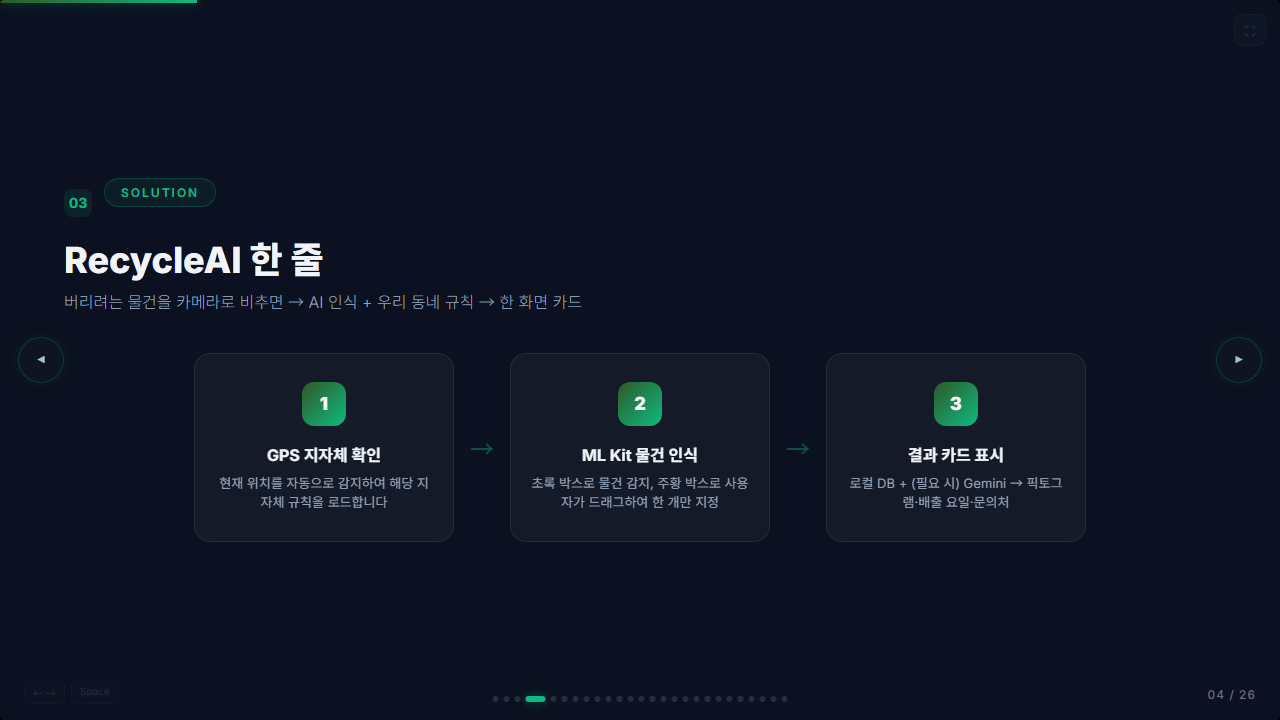 03
SOLUTION
RecycleAI 한 줄
버리려는 물건을 카메라로 비추면 → AI 인식 + 우리 동네 규칙 → 한 화면 카드
1
GPS 지자체 확인
현재 위치를 자동으로 감지하여 해당 지
자체 규칙을 로드합니다
→
2
ML Kit 물건 인식
초록 박스로 물건 감지, 주황 박스로 사용
자가 드래그하여 한 개만 지정
→
3
결과 카드 표시
로컬 DB + (필요 시) Gemini → 픽토그
램·배출 요일·문의처
← →
Space
04 / 26